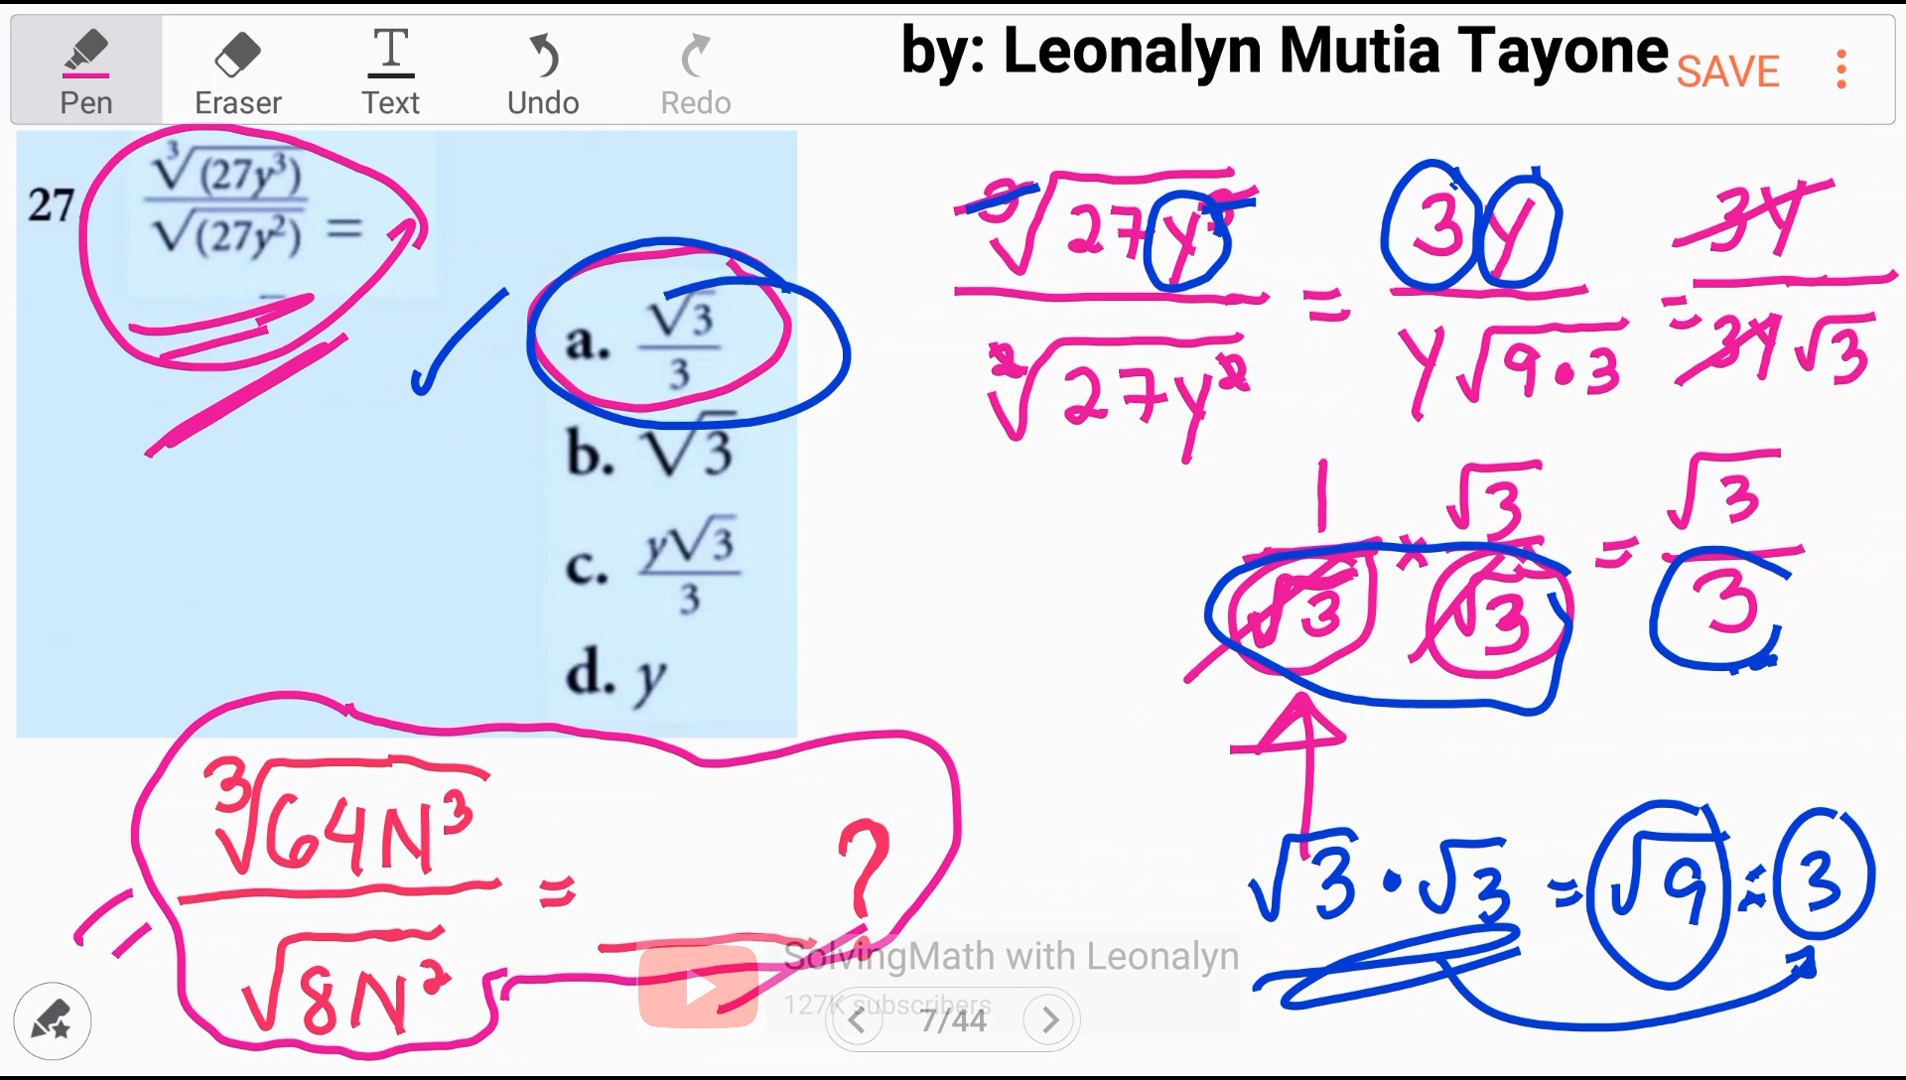 by: Leonalyn Mutia Tayone
SAVE
Pen Eraser Text Undo Redo
27 ∛(27y³) / √(27y²) =
a. √3 / 3
b. √3
c. y√3 / 3
d. y
∛27y³ / ²√27y² = 3y / y√9•3 = 3y / 3y√3
1 / √3 × √3 / √3 = √3 / 3
√3 • √3 = √9 = 3
∛64N³ / √8N² = ?
SolvingMath with Leonalyn
127K subscribers
7/44